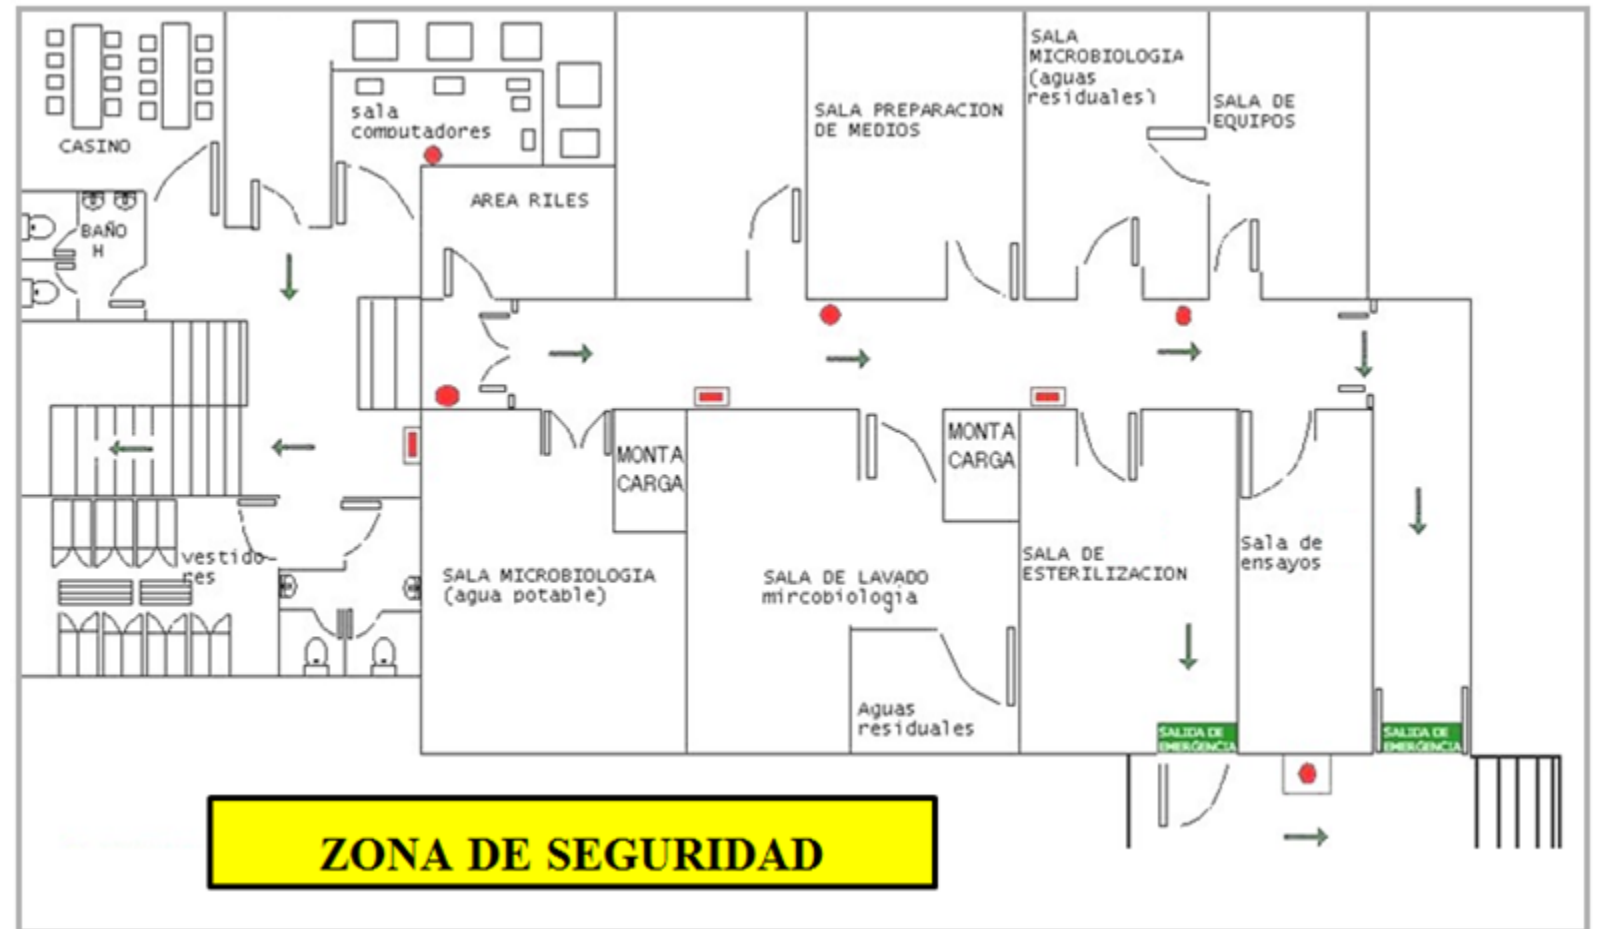 CASINO
sala
computadores
SALA PREPARACION
DE MEDIOS
SALA
MICROBIOLOGIA
(aguas
residuales)
SALA DE
EQUIPOS
AREA RILES
BAÑO
H
MONTA
CARGA
MONTA
CARGA
vestido-
res
SALA MICROBIOLOGIA
(agua potable)
SALA DE LAVADO
mircobiologia
SALA DE
ESTERILIZACION
Sala de
ensayos
Aguas
residuales
SALIDA DE
EMERGENCIA
SALIDA DE
EMERGENCIA
ZONA DE SEGURIDAD